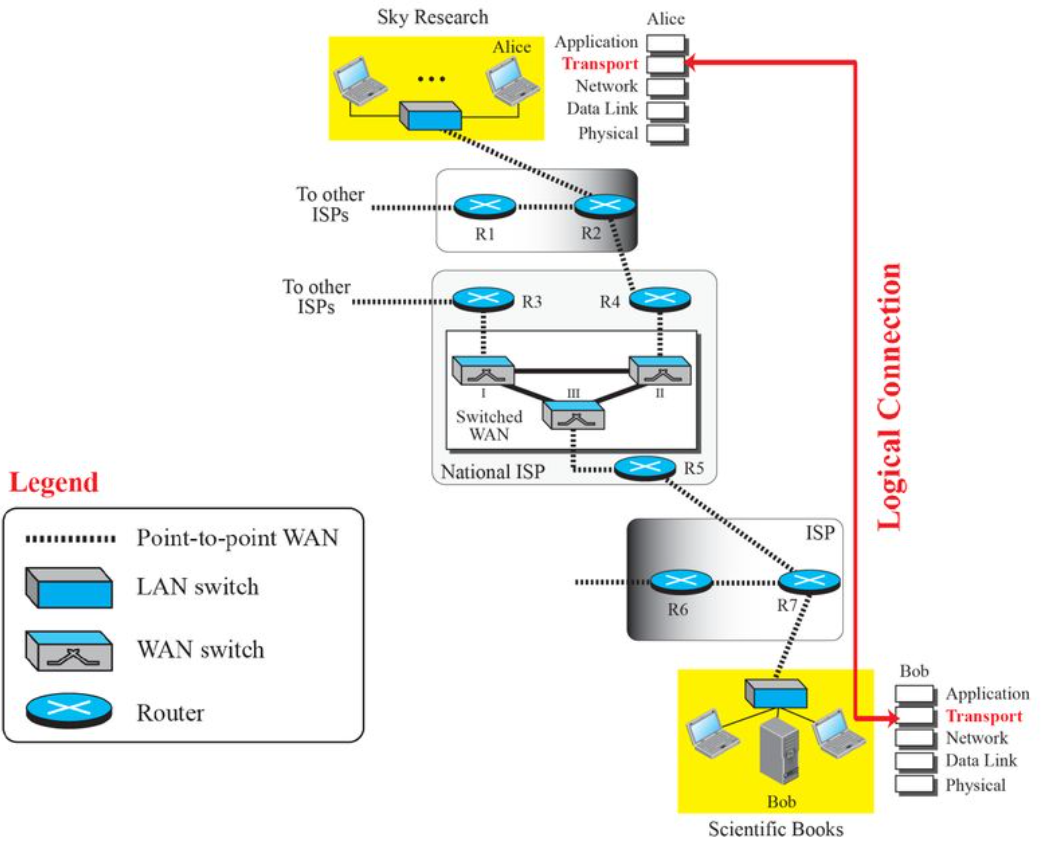 Sky Research
Alice
Alice
Application
Transport
Network
Data Link
Physical
To other
ISPs
R1
R2
To other
ISPs
R3
R4
I
III
II
Switched
WAN
National ISP
R5
Logical Connection
Legend
Point-to-point WAN
LAN switch
WAN switch
Router
ISP
R6
R7
Bob
Application
Transport
Network
Data Link
Physical
Bob
Scientific Books